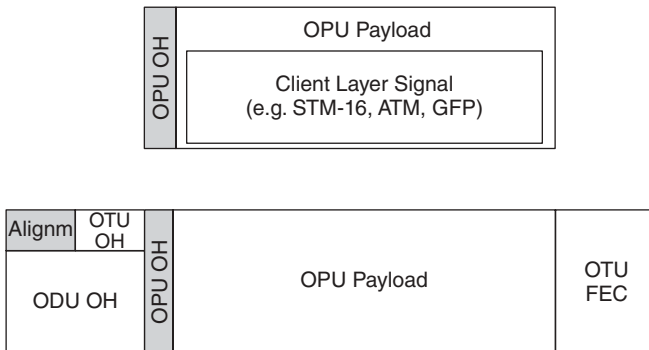 OPU OH
OPU Payload
Client Layer Signal
(e.g. STM-16, ATM, GFP)
Alignm
OTU
OH
ODU OH
OPU OH
OPU Payload
OTU
FEC